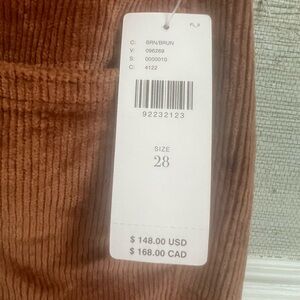 C: BRN/BRUN
V: 096269
S: 0000010
C: 4122
92232123
SIZE
28
$ 148.00 USD
$ 168.00 CAD